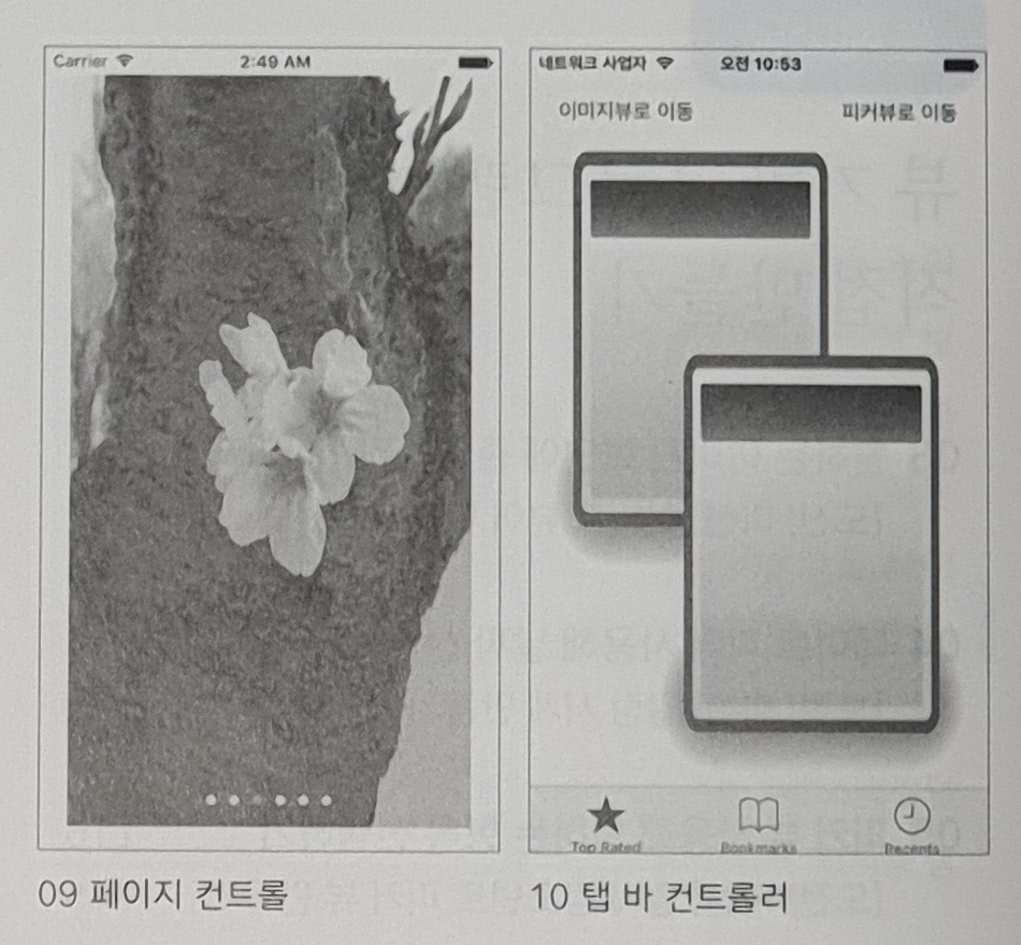 Carrier 2:49 AM
네트워크 사업자 오전 10:53
이미지뷰로 이동 피커뷰로 이동
Top Rated Bookmarks Recents
09 페이지 컨트롤
10 탭 바 컨트롤러